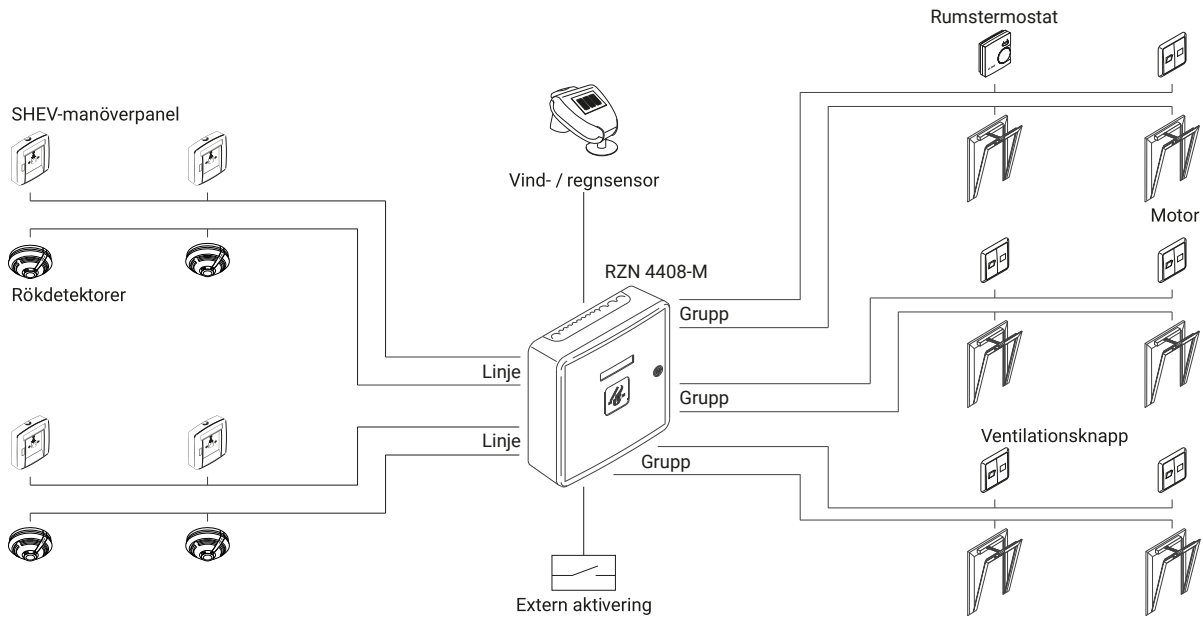 Rumstermostat
SHEV-manöverpanel
Vind- / regnsensor
Motor
RZN 4408-M
Rökdetektorer
Grupp
Linje
Grupp
Linje
Ventilationsknapp
Grupp
Extern aktivering